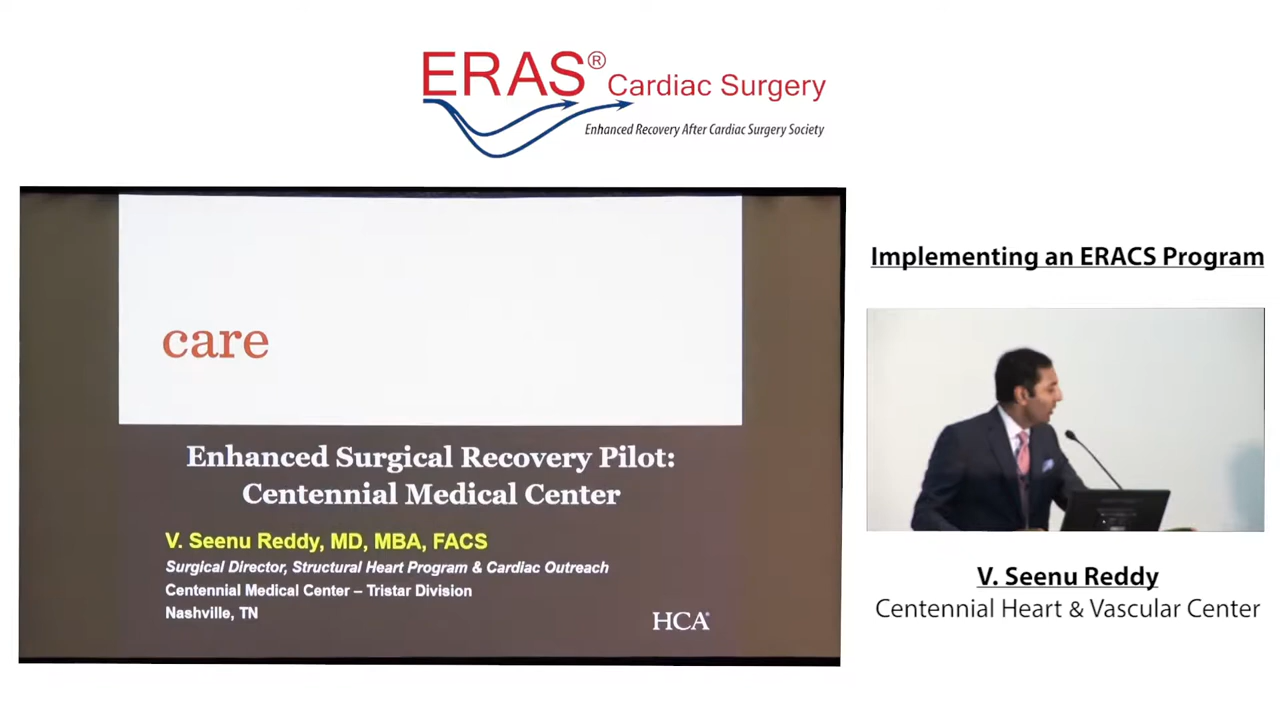 ERAS® Cardiac Surgery
Enhanced Recovery After Cardiac Surgery Society
care
Enhanced Surgical Recovery Pilot:
Centennial Medical Center
V. Seenu Reddy, MD, MBA, FACS
Surgical Director, Structural Heart Program & Cardiac Outreach
Centennial Medical Center – Tristar Division
Nashville, TN
HCA®
Implementing an ERACS Program
V. Seenu Reddy
Centennial Heart & Vascular Center